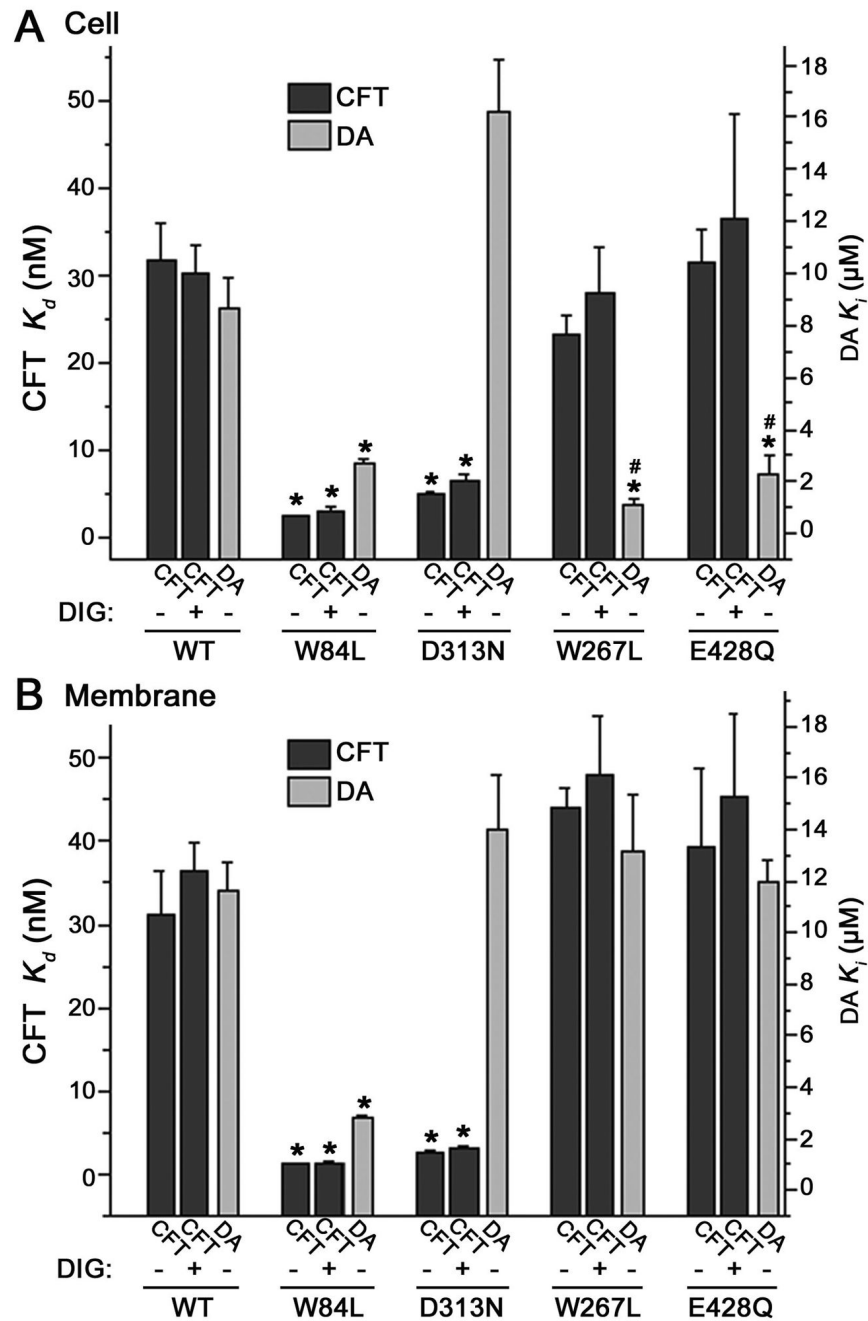 A Cell
CFT
DA
CFT Kd (nM)
50
40
30
20
10
0
DA Ki (µM)
18
16
14
12
10
8
6
4
2
0
* * *
* *
# *
# *
CFT CFT DA CFT CFT DA CFT CFT DA CFT CFT DA CFT CFT DA
DIG: - + - - + - - + - - + - - + -
WT W84L D313N W267L E428Q
B Membrane
CFT
DA
CFT Kd (nM)
50
40
30
20
10
0
DA Ki (µM)
18
16
14
12
10
8
6
4
2
0
* * *
* *
CFT CFT DA CFT CFT DA CFT CFT DA CFT CFT DA CFT CFT DA
DIG: - + - - + - - + - - + - - + -
WT W84L D313N W267L E428Q